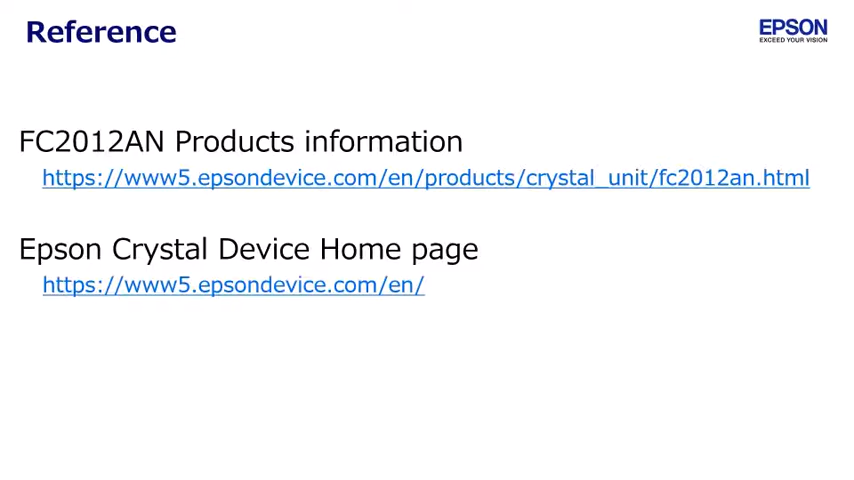 Reference
EPSON
EXCEED YOUR VISION
FC2012AN Products information
https://www5.epsondevice.com/en/products/crystal_unit/fc2012an.html
Epson Crystal Device Home page
https://www5.epsondevice.com/en/